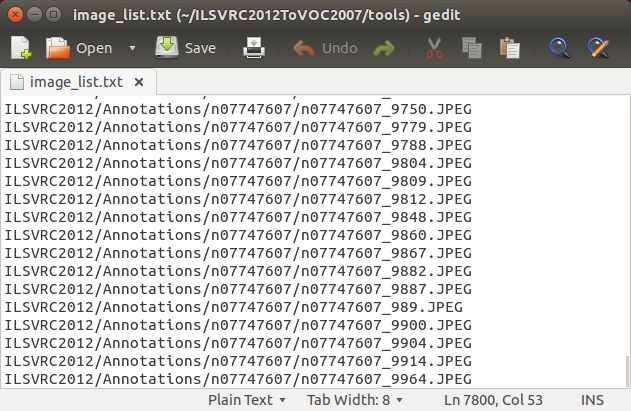 image_list.txt (~/ILSVRC2012ToVOC2007/tools) - gedit
Open Save Undo
image_list.txt
ILSVRC2012/Annotations/n07747607/n07747607_9750.JPEG
ILSVRC2012/Annotations/n07747607/n07747607_9779.JPEG
ILSVRC2012/Annotations/n07747607/n07747607_9788.JPEG
ILSVRC2012/Annotations/n07747607/n07747607_9804.JPEG
ILSVRC2012/Annotations/n07747607/n07747607_9809.JPEG
ILSVRC2012/Annotations/n07747607/n07747607_9812.JPEG
ILSVRC2012/Annotations/n07747607/n07747607_9848.JPEG
ILSVRC2012/Annotations/n07747607/n07747607_9860.JPEG
ILSVRC2012/Annotations/n07747607/n07747607_9867.JPEG
ILSVRC2012/Annotations/n07747607/n07747607_9882.JPEG
ILSVRC2012/Annotations/n07747607/n07747607_9887.JPEG
ILSVRC2012/Annotations/n07747607/n07747607_989.JPEG
ILSVRC2012/Annotations/n07747607/n07747607_9900.JPEG
ILSVRC2012/Annotations/n07747607/n07747607_9904.JPEG
ILSVRC2012/Annotations/n07747607/n07747607_9914.JPEG
ILSVRC2012/Annotations/n07747607/n07747607_9964.JPEG
Plain Text Tab Width: 8 Ln 7800, Col 53 INS